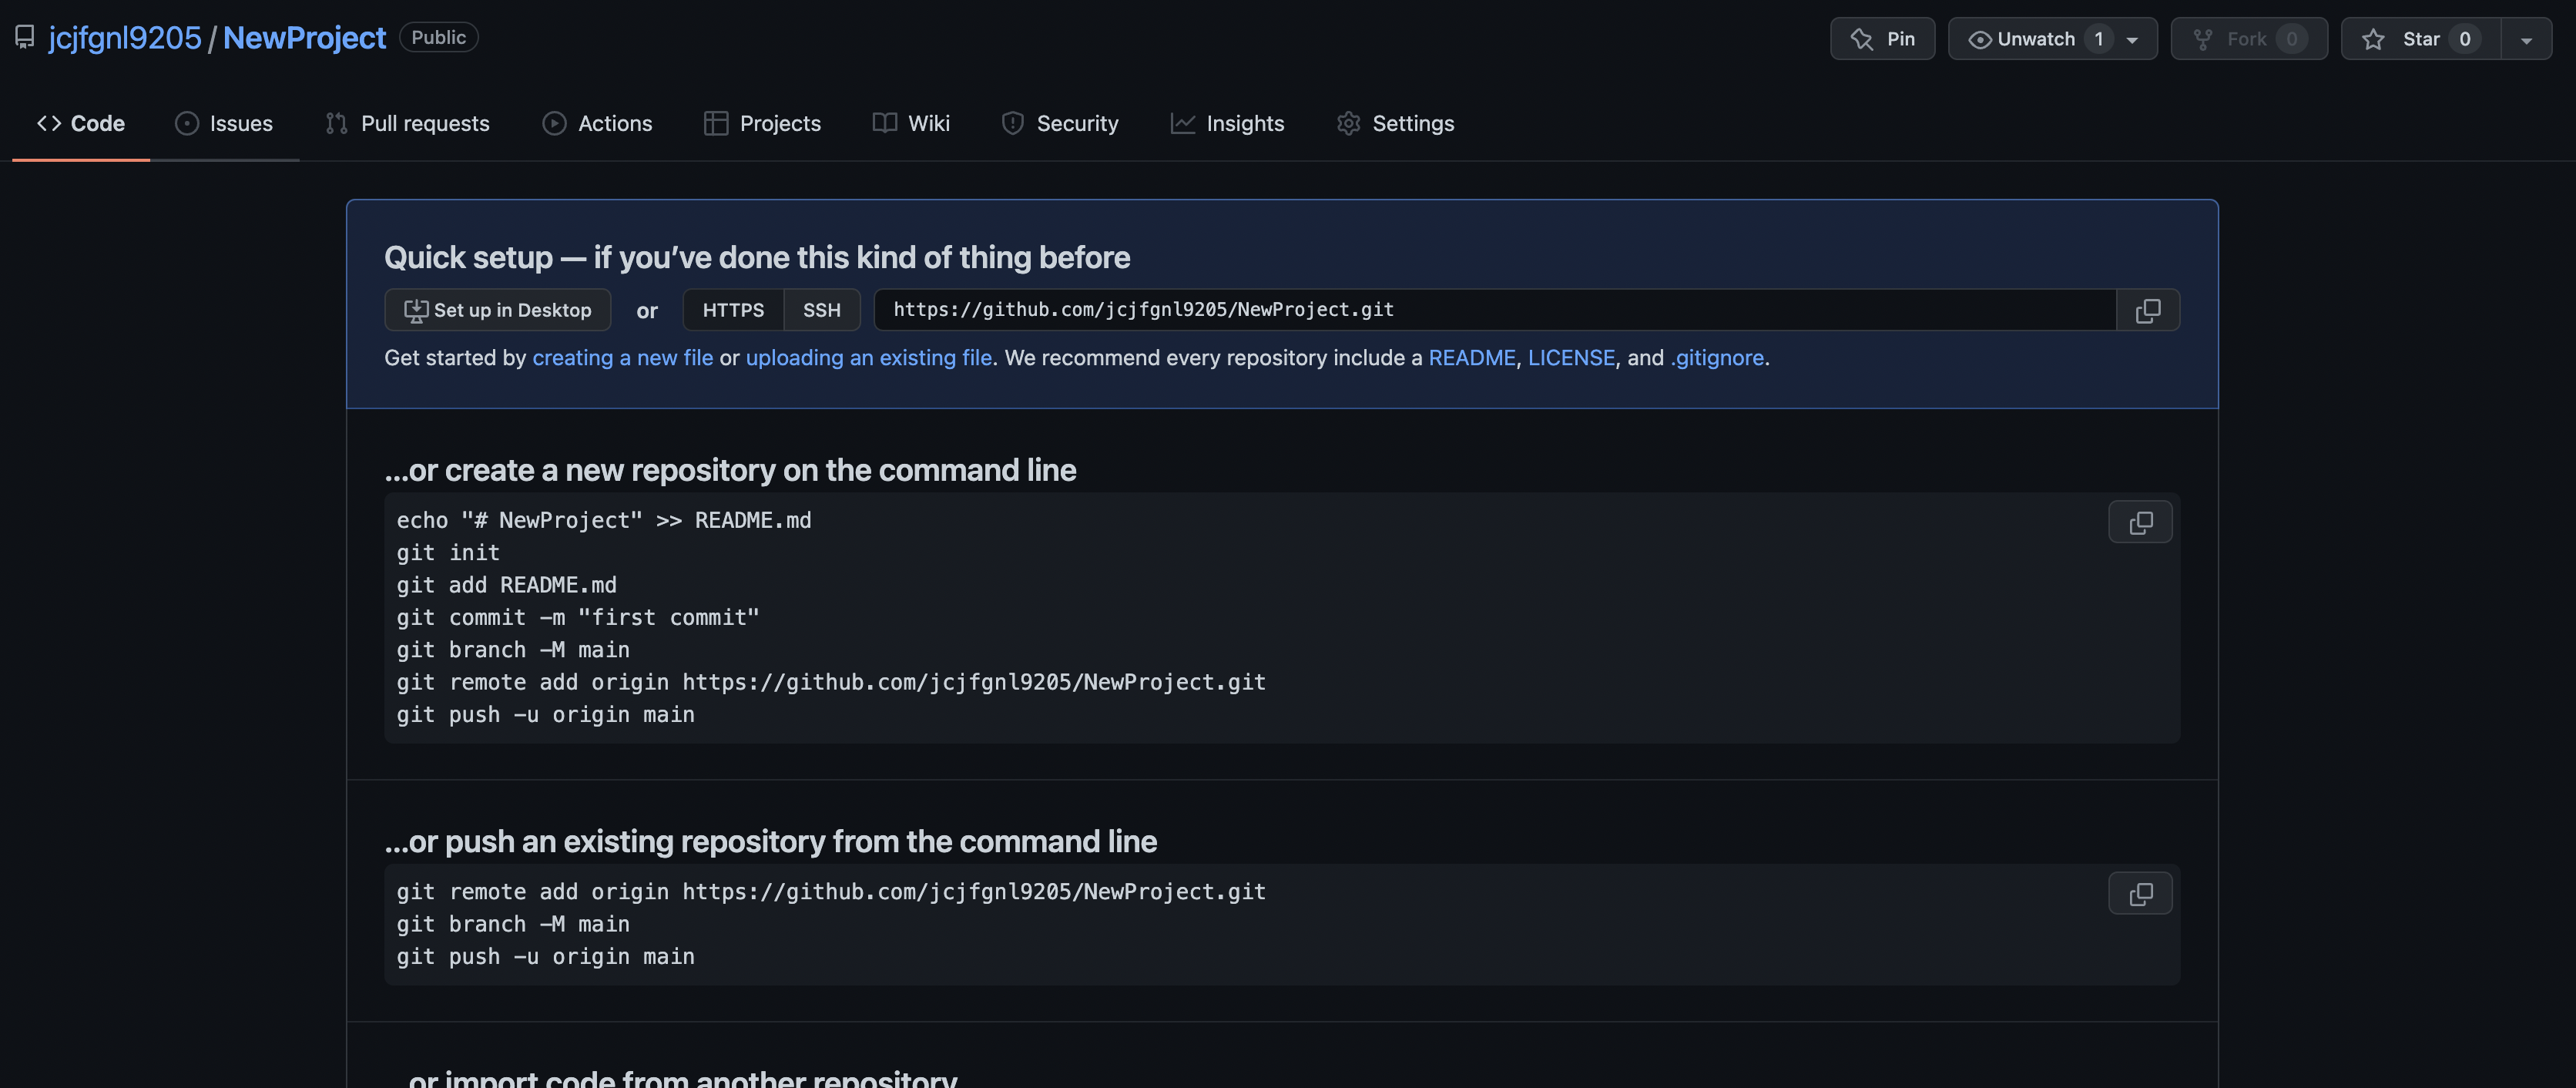 jcjfgnl9205 / NewProject Public
Pin
Unwatch 1
Fork 0
Star 0
Code
Issues
Pull requests
Actions
Projects
Wiki
Security
Insights
Settings
Quick setup — if you’ve done this kind of thing before
Set up in Desktop or HTTPS SSH https://github.com/jcjfgnl9205/NewProject.git
Get started by creating a new file or uploading an existing file. We recommend every repository include a README, LICENSE, and .gitignore.
…or create a new repository on the command line
echo "# NewProject" >> README.md
git init
git add README.md
git commit -m "first commit"
git branch -M main
git remote add origin https://github.com/jcjfgnl9205/NewProject.git
git push -u origin main
…or push an existing repository from the command line
git remote add origin https://github.com/jcjfgnl9205/NewProject.git
git branch -M main
git push -u origin main
…or import code from another repository